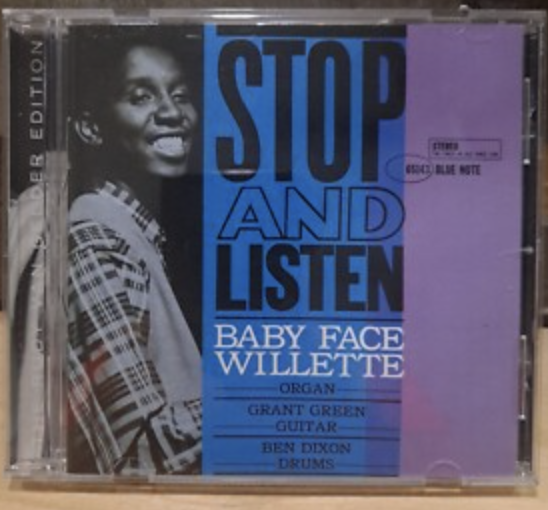 STOP
AND
LISTEN
BABY FACE
WILLETTE
ORGAN
GRANT GREEN
GUITAR
BEN DIXON
DRUMS
STEREO
BLUE NOTE
EDITION